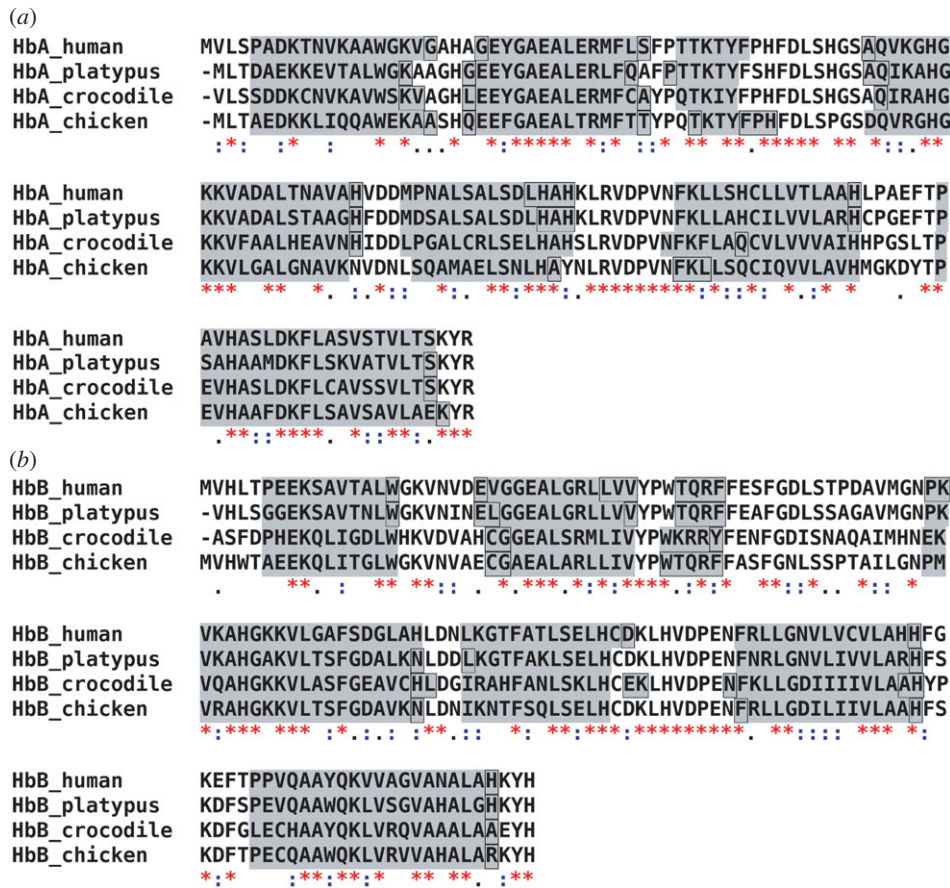 (a)
HbA_human MVLSPADKTNVKAAWGKVGAHAGEYGAEALERMFLSFPTTKTYFPHFDLSHGSAQVKGHG
HbA_platypus -MLTDAEKKEVTALWGKAAGHGEEYGAEALERLFQAFPTTKTYFSHFDLSHGSAQIKAHG
HbA_crocodile -VLSSDDKCNVKAVWSKVAGHLEEYGAEALERMFCAYPQTKIYFPHFDLSHGSAQIRAHG
HbA_chicken -MLTAEDKKLIQQAWEKAASHQEEFGAEALTRMFTTYPQTKTYFPHFDLSPGSDQVRGHG
:*: :* : * *...* **:***** *:* ::* ** **.***** ** *::.**
HbA_human KKVADALTNAVAHVDDMPNALSALSDLHAHKLRVDPVNFKLLSHCLLVTLAAHLPAEFTP
HbA_platypus KKVADALSTAAGHFDDMDSALSALSDLHAHKLRVDPVNFKLLAHCILVVLARHCPGEFTP
HbA_crocodile KKVFAALHEAVNHIDDLPGALCRLSELHAHSLRVDPVNFKFLAQCVLVVVAIHHPGSLTP
HbA_chicken KKVLGALGNAVKNVDNLSQAMAELSNLHAYNLRVDPVNFKLLSQCIQVVLAVHMGKDYTP
*** ** *. :.*:: *:. **:***:.*********:*::*: *.:* * . **
HbA_human AVHASLDKFLASVSTVLTSKYR
HbA_platypus SAHAAMDKFLSKVATVLTSKYR
HbA_crocodile EVHASLDKFLCAVSSVLTSKYR
HbA_chicken EVHAAFDKFLSAVSAVLAEKYR
.**::****. *::**:.***
(b)
HbB_human MVHLTPEEKSAVTALWGKVNVDEVGGEALGRLLVVYPWTQRFFESFGDLSTPDAVMGNPK
HbB_platypus -VHLSGGEKSAVTNLWGKVNINELGGEALGRLLVVYPWTQRFFEAFGDLSSAGAVMGNPK
HbB_crocodile -ASFDPHEKQLIGDLWHKVDVAHCGGEALSRMLIVYPWKRRYFENFGDISNAQAIMHNEK
HbB_chicken MVHWTAEEKQLITGLWGKVNVAECGAEALARLLIVYPWTQRFFASFGNLSSPTAILGNPM
. **. : ** **:: . *.***.*:*:****.:*:* **::*.. *:: *
HbB_human VKAHGKKVLGAFSDGLAHLDNLKGTFATLSELHCDKLHVDPENFRLLGNVLVCVLAHHFG
HbB_platypus VKAHGAKVLTSFGDALKNLDDLKGTFAKLSELHCDKLHVDPENFNRLGNVLIVVLARHFS
HbB_crocodile VQAHGKKVLASFGEAVCHLDGIRAHFANLSKLHCEKLHVDPENFKLLGDIIIIVLAAHYP
HbB_chicken VRAHGKKVLTSFGDAVKNLDNIKNTFSQLSELHCDKLHVDPENFRLLGDILIIVLAAHFS
*:*** *** :*.:.: :**.:: *: **:***:*********. **:::: *** *:
HbB_human KEFTPPVQAAYQKVVAGVANALAHKYH
HbB_platypus KDFSPEVQAAWQKLVSGVAHALGHKYH
HbB_crocodile KDFGLECHAAYQKLVRQVAAALAAEYH
HbB_chicken KDFTPECQAAWQKLVRVVAHALARKYH
*:* :**:**:* ** **. :**